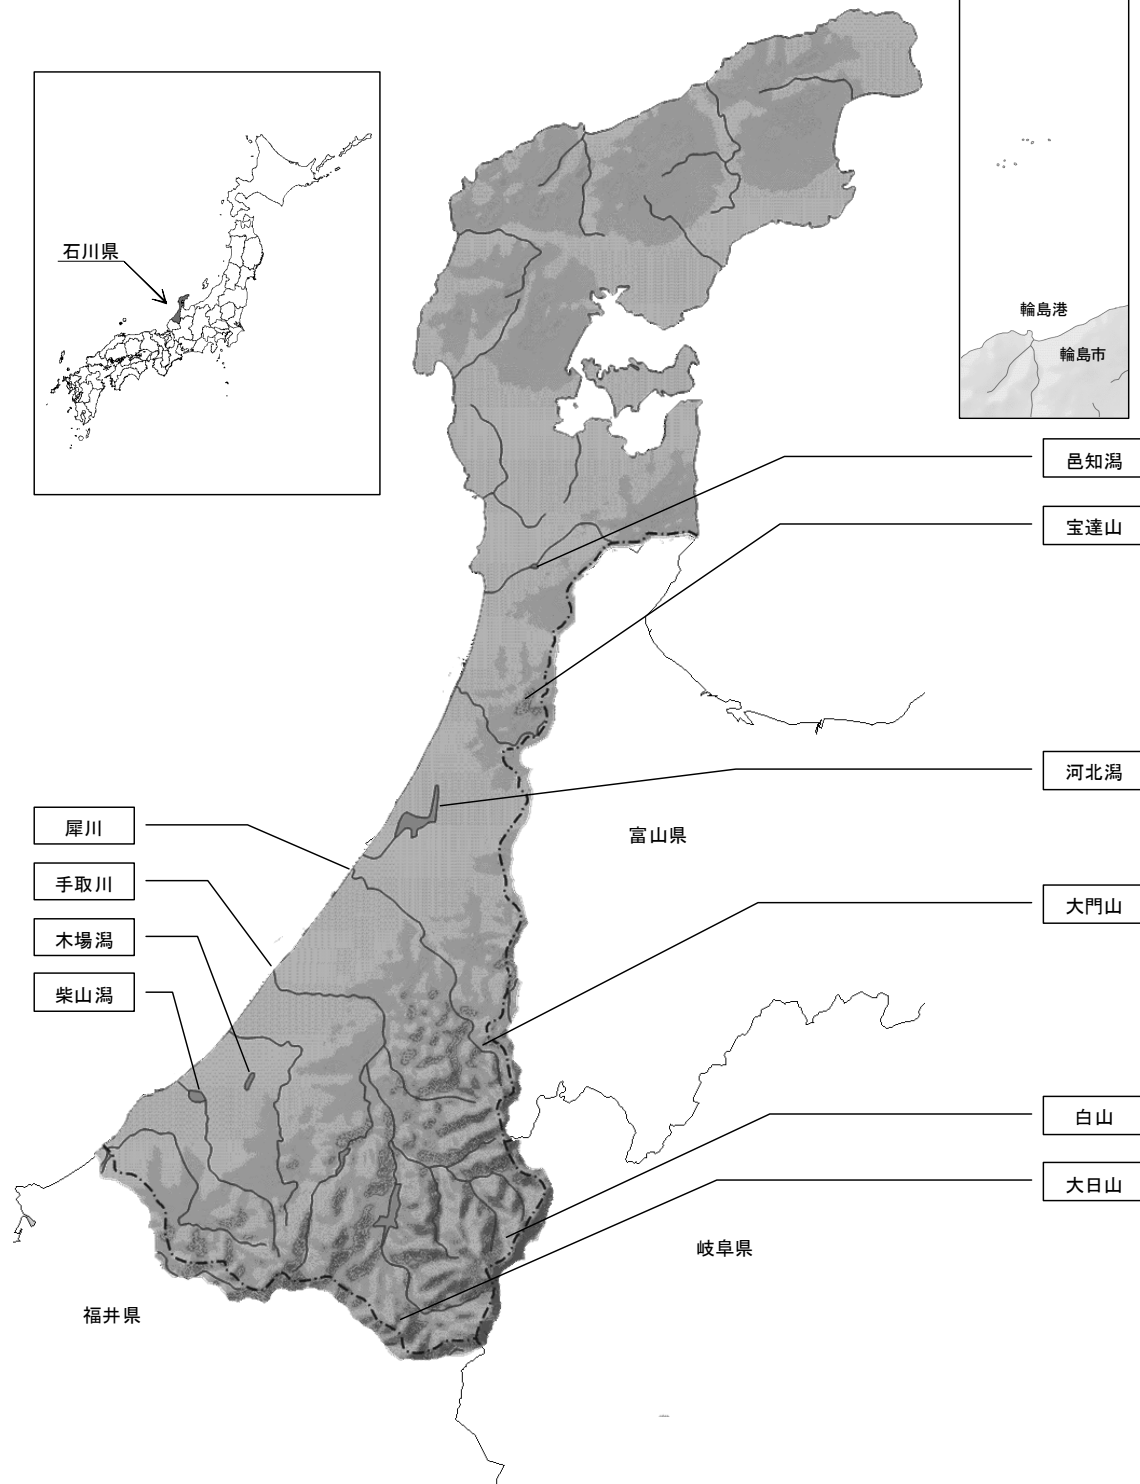 石川県
輪島港
輪島市
邑知潟
宝達山
河北潟
富山県
犀川
手取川
木場潟
柴山潟
大門山
白山
大日山
岐阜県
福井県